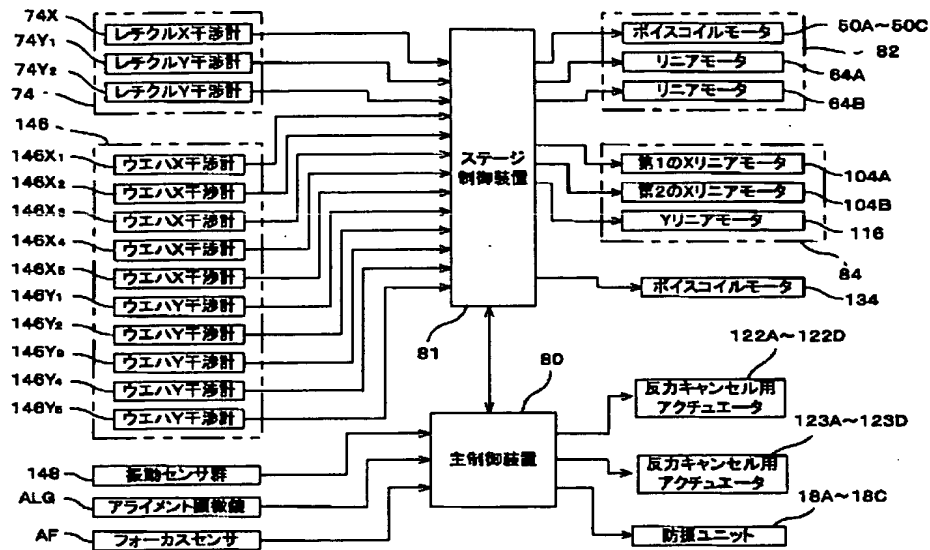 74X
レチクルX干渉計
74Y1
レチクルY干渉計
74Y2
レチクルY干渉計
74
146
146X1
ウエハX干渉計
146X2
ウエハX干渉計
146X3
ウエハX干渉計
146X4
ウエハX干渉計
146X5
ウエハX干渉計
146Y1
ウエハY干渉計
146Y2
ウエハY干渉計
146Y3
ウエハY干渉計
146Y4
ウエハY干渉計
146Y5
ウエハY干渉計
148
振動センサ群
ALG
アライメント顕微鏡
AF
フォーカスセンサ
ステージ
制御装置
81
80
主制御装置
ボイスコイルモータ
50A~50C
82
リニアモータ
64A
リニアモータ
64B
第1のXリニアモータ
104A
第2のXリニアモータ
104B
Yリニアモータ
116
84
ボイスコイルモータ
134
122A~122D
反力キャンセル用
アクチュエータ
123A~123D
反力キャンセル用
アクチュエータ
18A~18C
防振ユニット